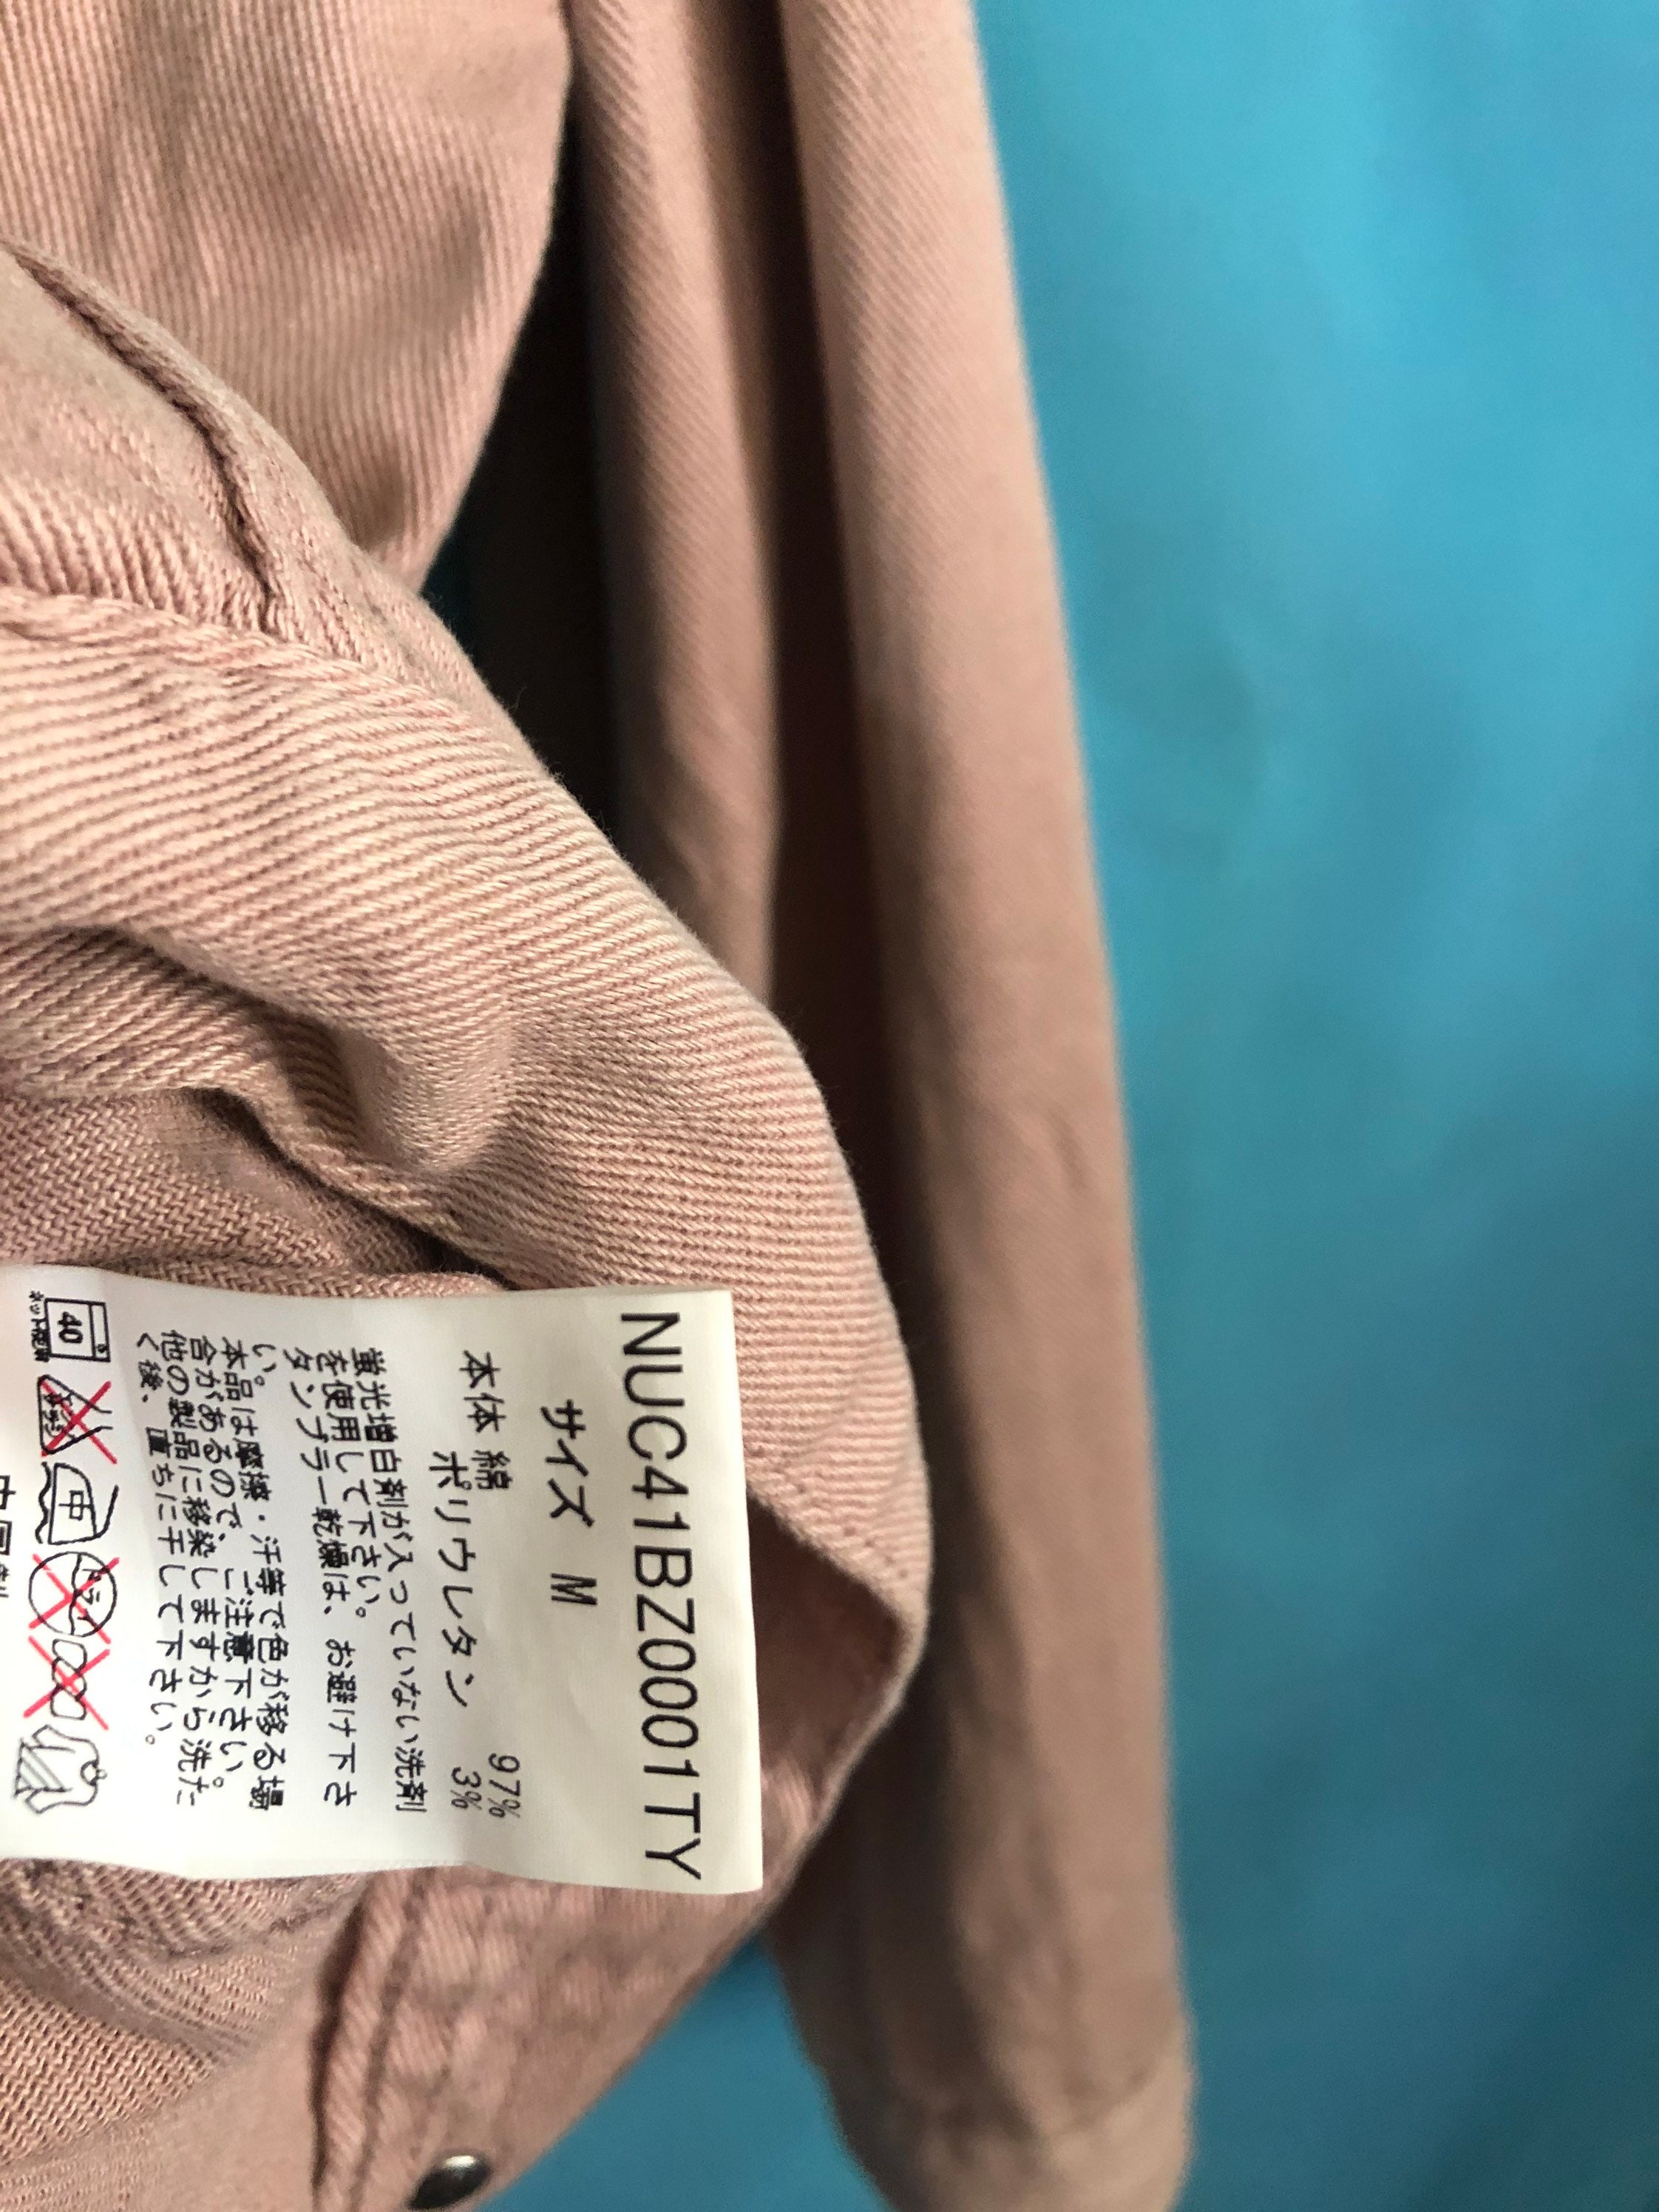 NUC41BZ0001TY
サイズ M
本体 綿 97%
ポリウレタン 3%
蛍光増白剤が入っていない洗剤
を使用して下さい。
タンブラー乾燥は、お避け下さ
い。
本品は摩擦・汗等で色が移る場
合があるので、ご注意下さい。
他の製品に移染しますから洗た
く後、直ちに干して下さい。
40
中
ドライ